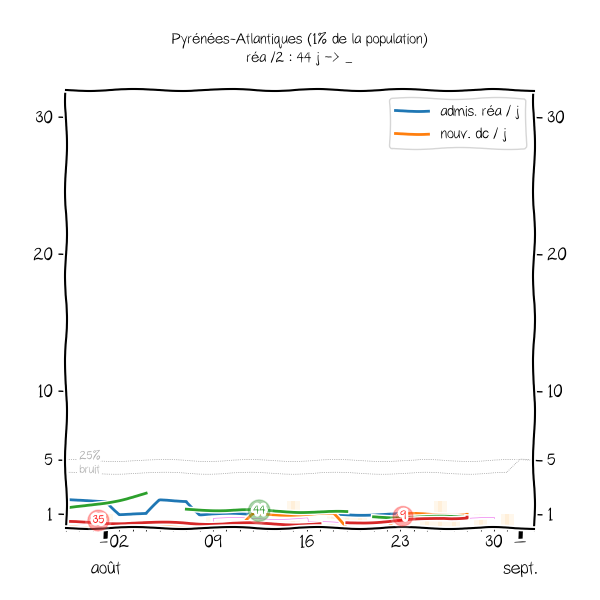 Pyrénées-Atlantiques (1% de la population)
réa /2 : 44 j -> _
admis. réa / j
nouv. dc / j
30
30
20
20
10
10
25%
5
5
bruit
1
1
35
44
9
02
09
16
23
30
août
sept.